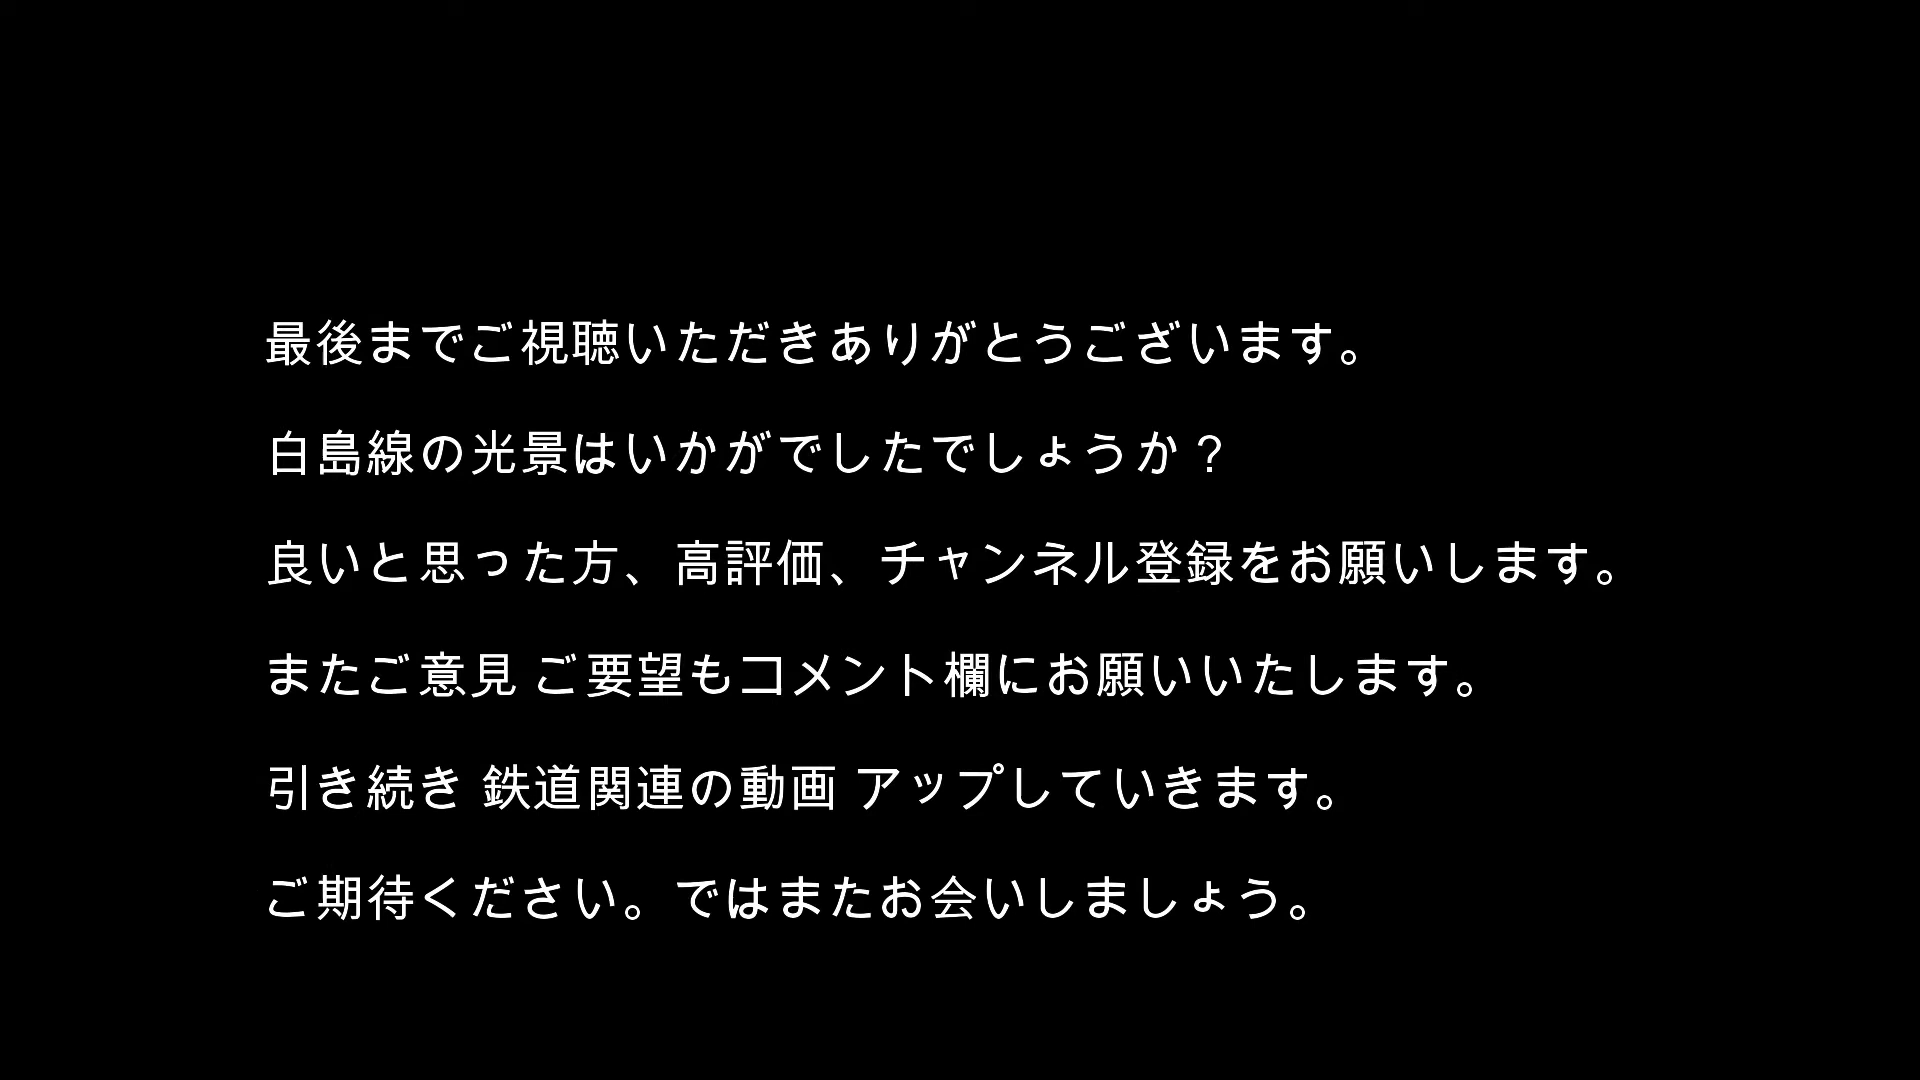 最後までご視聴いただきありがとうございます。
白島線の光景はいかがでしたでしょうか？
良いと思った方、高評価、チャンネル登録をお願いします。
またご意見 ご要望もコメント欄にお願いいたします。
引き続き 鉄道関連の動画 アップしていきます。
ご期待ください。ではまたお会いしましょう。